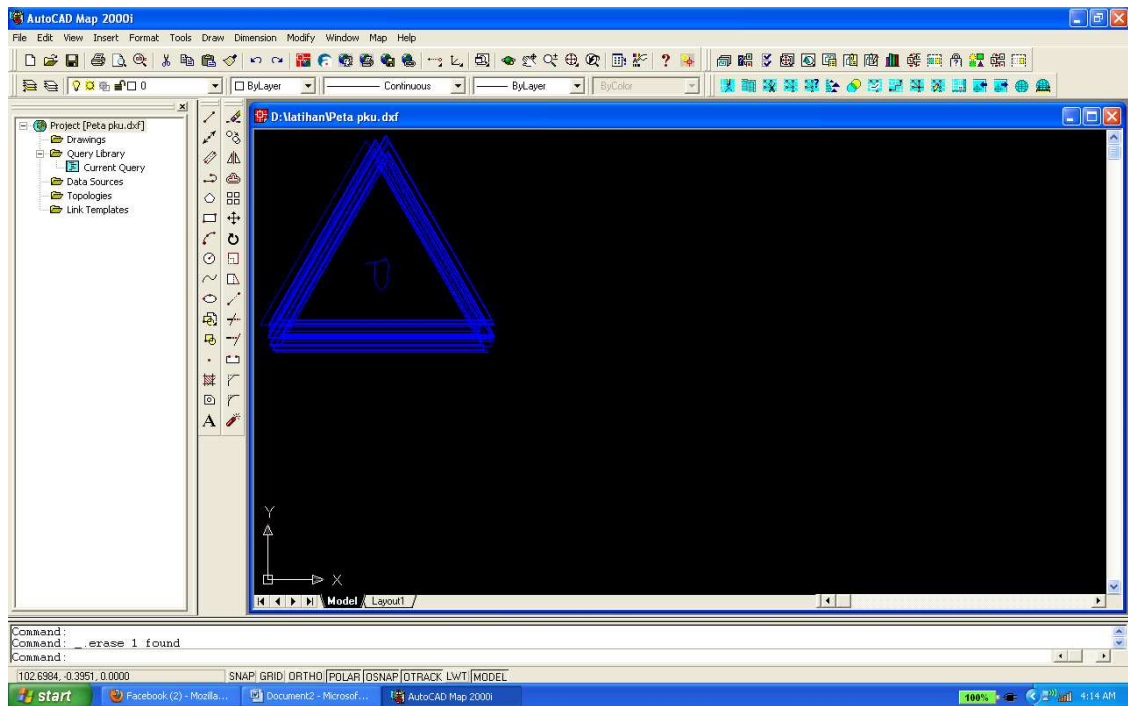 AutoCAD Map 2000i
File Edit View Insert Format Tools Draw Dimension Modify Window Map Help
0 ByLayer Continuous ByLayer ByColor
Project [Peta pku.dxf]
Drawings
Query Library
Current Query
Data Sources
Topologies
Link Templates
D:\latihan\Peta pku.dxf
Y
X
Model Layout1
Command:
Command: _.erase 1 found
Command:
102.6984, -0.3951, 0.0000 SNAP GRID ORTHO POLAR OSNAP OTRACK LWT MODEL
start Facebook (2) - Mozilla... Document2 - Microsof... AutoCAD Map 2000i 100% 4:14 AM